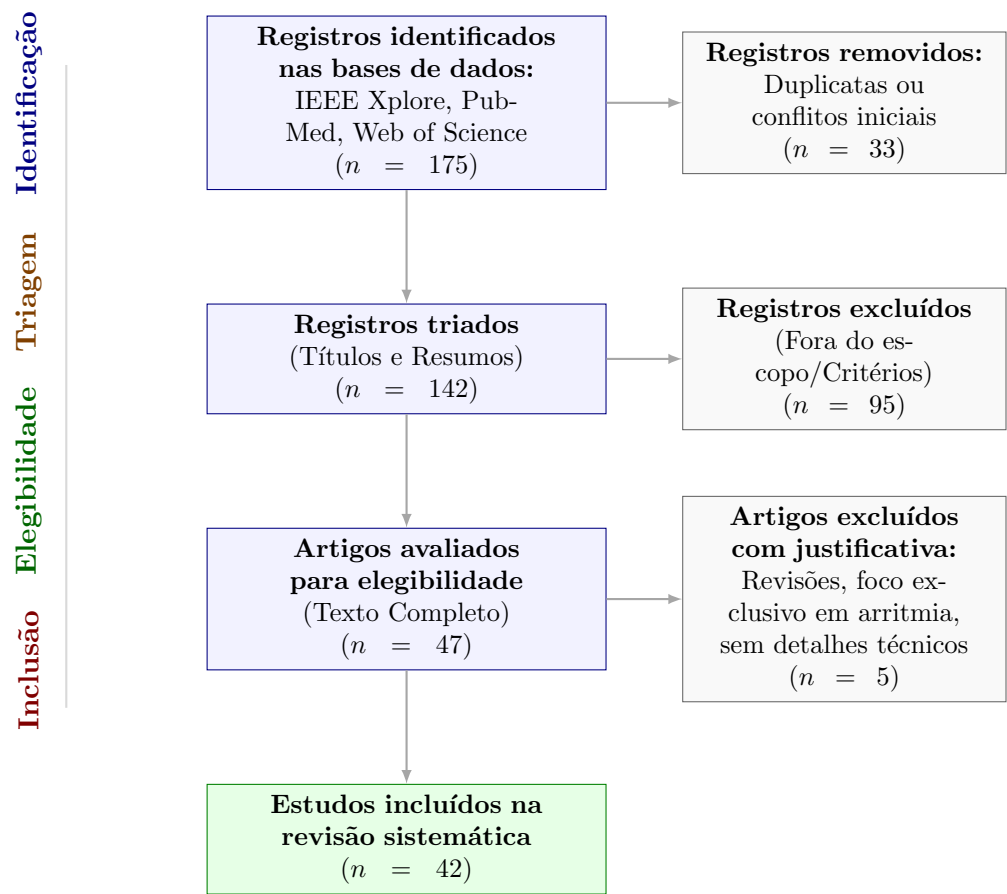 Identificação
Registros identificados
nas bases de dados:
IEEE Xplore, Pub-
Med, Web of Science
(n = 175)
Registros removidos:
Duplicatas ou
conflitos iniciais
(n = 33)
Triagem
Registros triados
(Títulos e Resumos)
(n = 142)
Registros excluídos
(Fora do es-
copo/Critérios)
(n = 95)
Elegibilidade
Artigos avaliados
para elegibilidade
(Texto Completo)
(n = 47)
Artigos excluídos
com justificativa:
Revisões, foco ex-
clusivo em arritmia,
sem detalhes técnicos
(n = 5)
Inclusão
Estudos incluídos na
revisão sistemática
(n = 42)